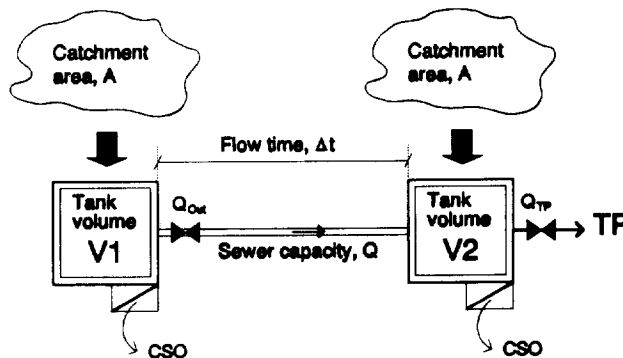 Catchment
area, A
Catchment
area, A
Flow time, Δt
Tank
volume
V1
Q_Out
Sewer capacity, Q
Tank
volume
V2
Q_TP
TP
CSO
CSO